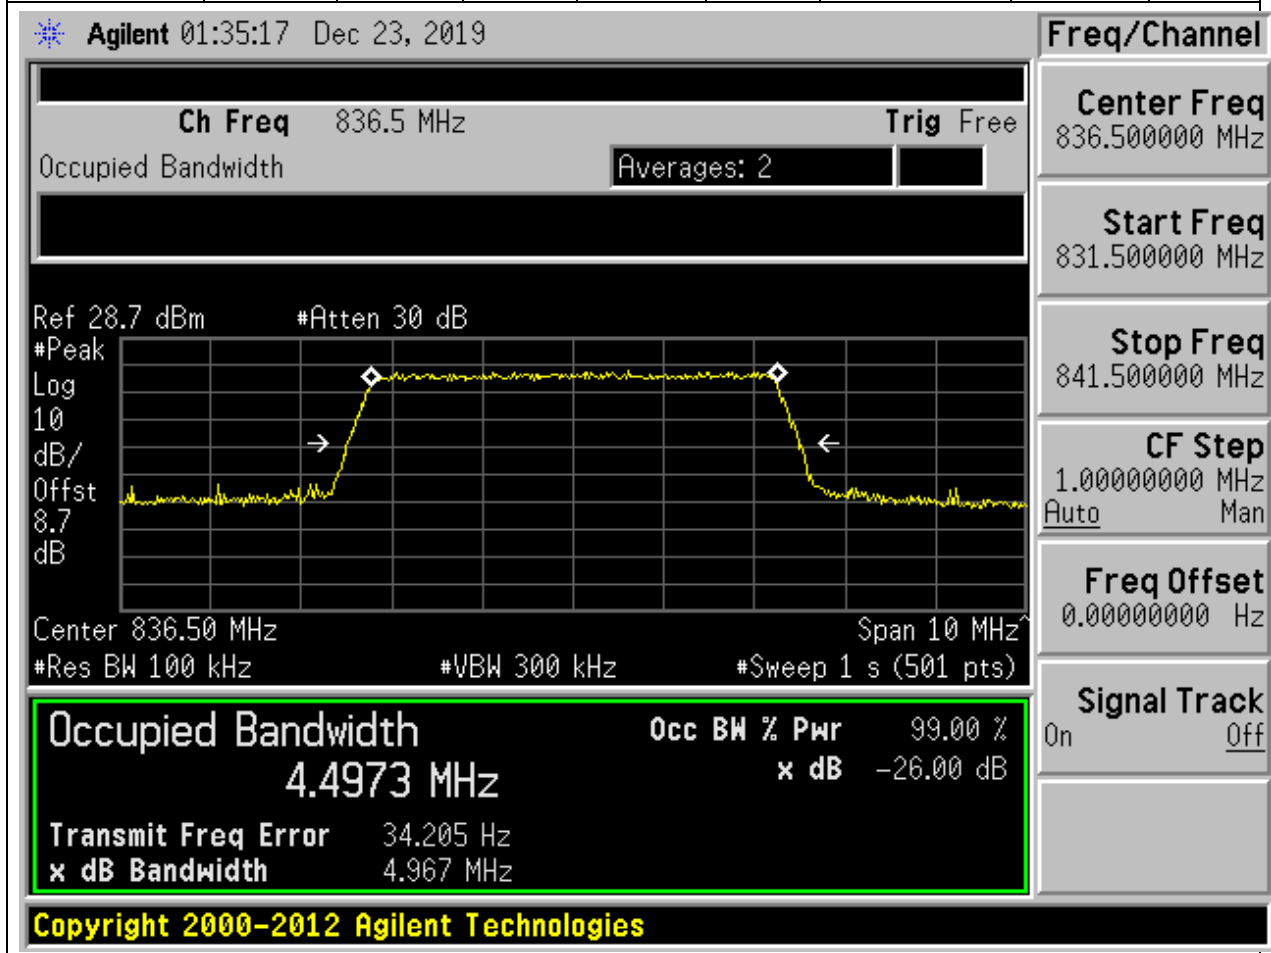 Agilent 01:35:17 Dec 23, 2019
Freq/Channel
Ch Freq 836.5 MHz Trig Free
Occupied Bandwidth Averages: 2
Center Freq
836.500000 MHz
Start Freq
831.500000 MHz
Stop Freq
841.500000 MHz
CF Step
1.00000000 MHz
Auto Man
Freq Offset
0.00000000 Hz
Signal Track
On Off
Ref 28.7 dBm #Atten 30 dB
#Peak
Log
10
dB/
Offst
8.7
dB
Center 836.50 MHz Span 10 MHz^
#Res BW 100 kHz #VBW 300 kHz #Sweep 1 s (501 pts)
Occupied Bandwidth Occ BW % Pwr 99.00 %
4.4973 MHz x dB -26.00 dB
Transmit Freq Error 34.205 Hz
x dB Bandwidth 4.967 MHz
Copyright 2000-2012 Agilent Technologies